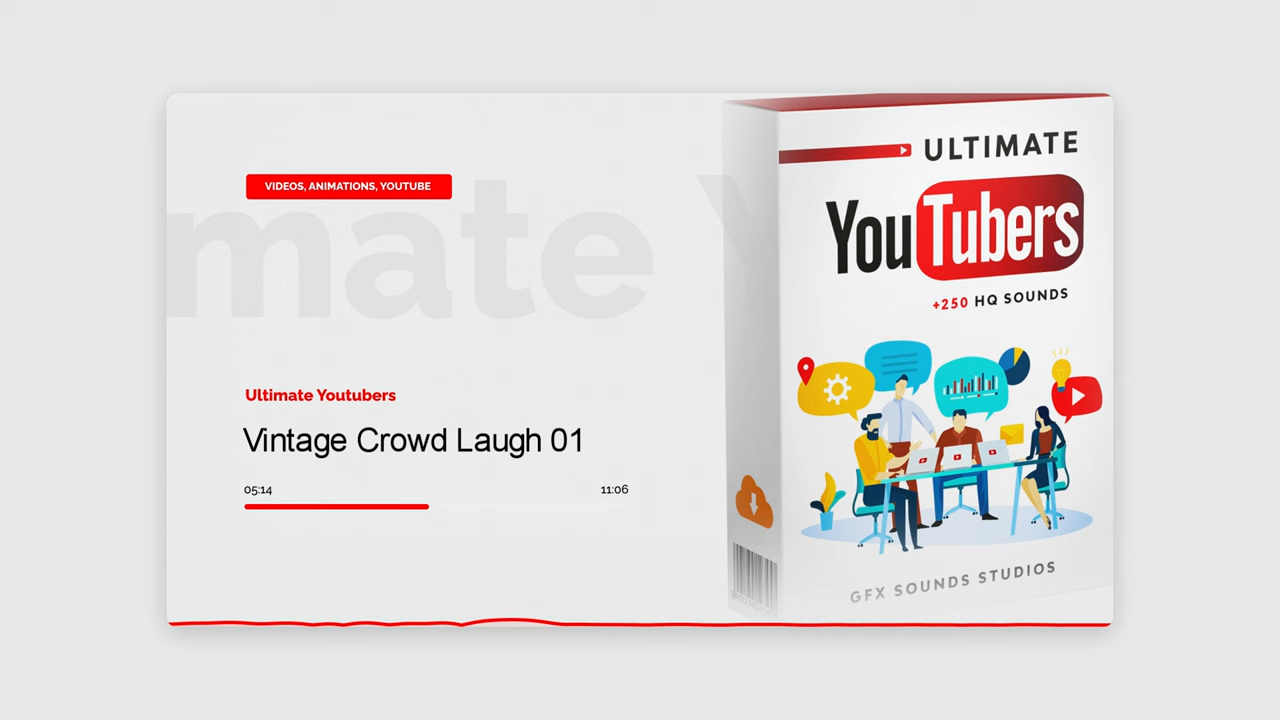 VIDEOS, ANIMATIONS, YOUTUBE
mate Y
Ultimate Youtubers
Vintage Crowd Laugh 01
05:14
11:06
ULTIMATE
YouTubers
+250 HQ SOUNDS
GFX SOUNDS STUDIOS